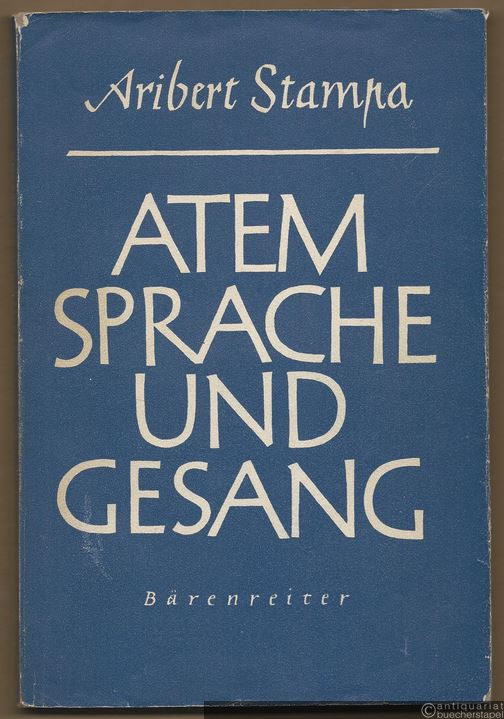 Aribert Stampa
ATEM
SPRACHE
UND
GESANG
Bärenreiter
©antiquariat
buecherstapel